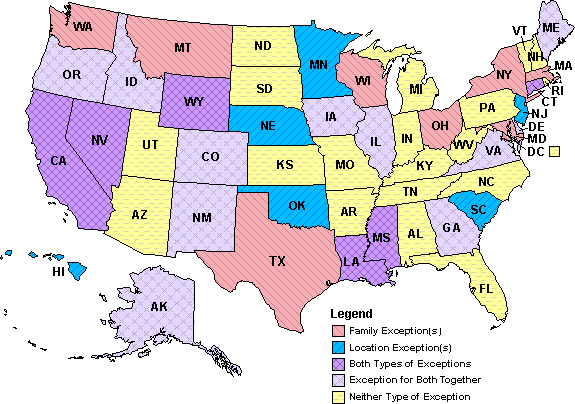 WA
MT
ND
MN
VT
NH
ME
MA
OR
ID
WY
SD
WI
MI
NY
RI
CT
NV
NE
IA
IL
IN
OH
PA
NJ
DE
MD
DC
CA
UT
CO
KS
MO
KY
WV
VA
AZ
NM
OK
AR
TN
NC
SC
TX
LA
MS
AL
GA
FL
HI
AK
Legend
Family Exception(s)
Location Exception(s)
Both Types of Exceptions
Exception for Both Together
Neither Type of Exception